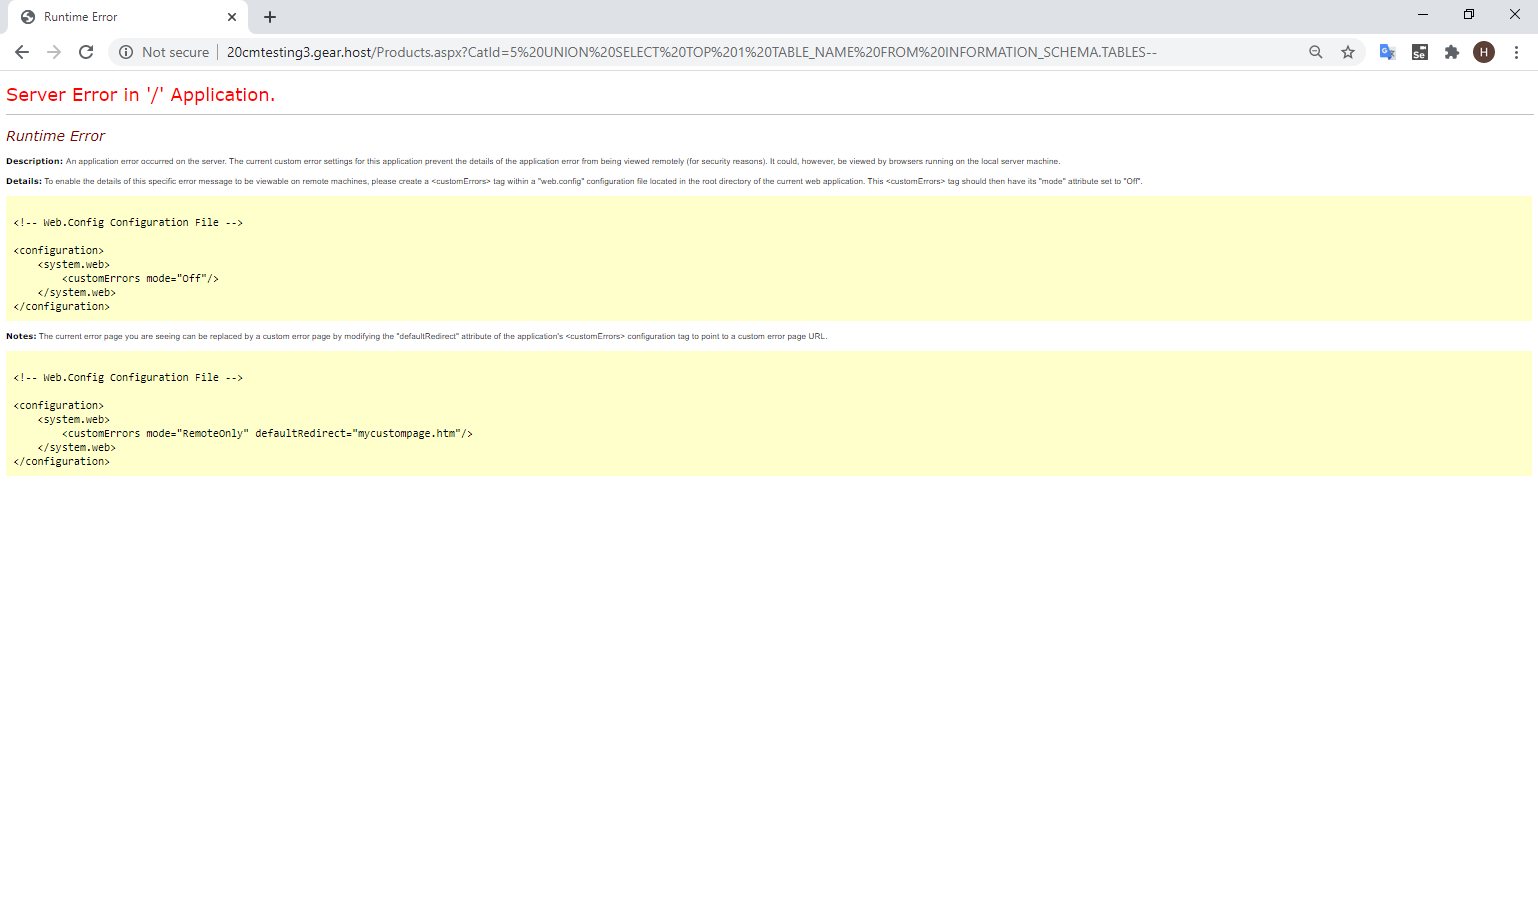 Runtime Error
Not secure
20cmtesting3.gear.host/Products.aspx?CatId=5%20UNION%20SELECT%20TOP%201%20TABLE_NAME%20FROM%20INFORMATION_SCHEMA.TABLES--
Se
H
Server Error in '/' Application.
Runtime Error
Description: An application error occurred on the server. The current custom error settings for this application prevent the details of the application error from being viewed remotely (for security reasons). It could, however, be viewed by browsers running on the local server machine.
Details: To enable the details of this specific error message to be viewable on remote machines, please create a <customErrors> tag within a "web.config" configuration file located in the root directory of the current web application. This <customErrors> tag should then have its "mode" attribute set to "Off".
<!-- Web.Config Configuration File -->
<configuration>
    <system.web>
        <customErrors mode="Off"/>
    </system.web>
</configuration>
Notes: The current error page you are seeing can be replaced by a custom error page by modifying the "defaultRedirect" attribute of the application's <customErrors> configuration tag to point to a custom error page URL.
<!-- Web.Config Configuration File -->
<configuration>
    <system.web>
        <customErrors mode="RemoteOnly" defaultRedirect="mycustompage.htm"/>
    </system.web>
</configuration>